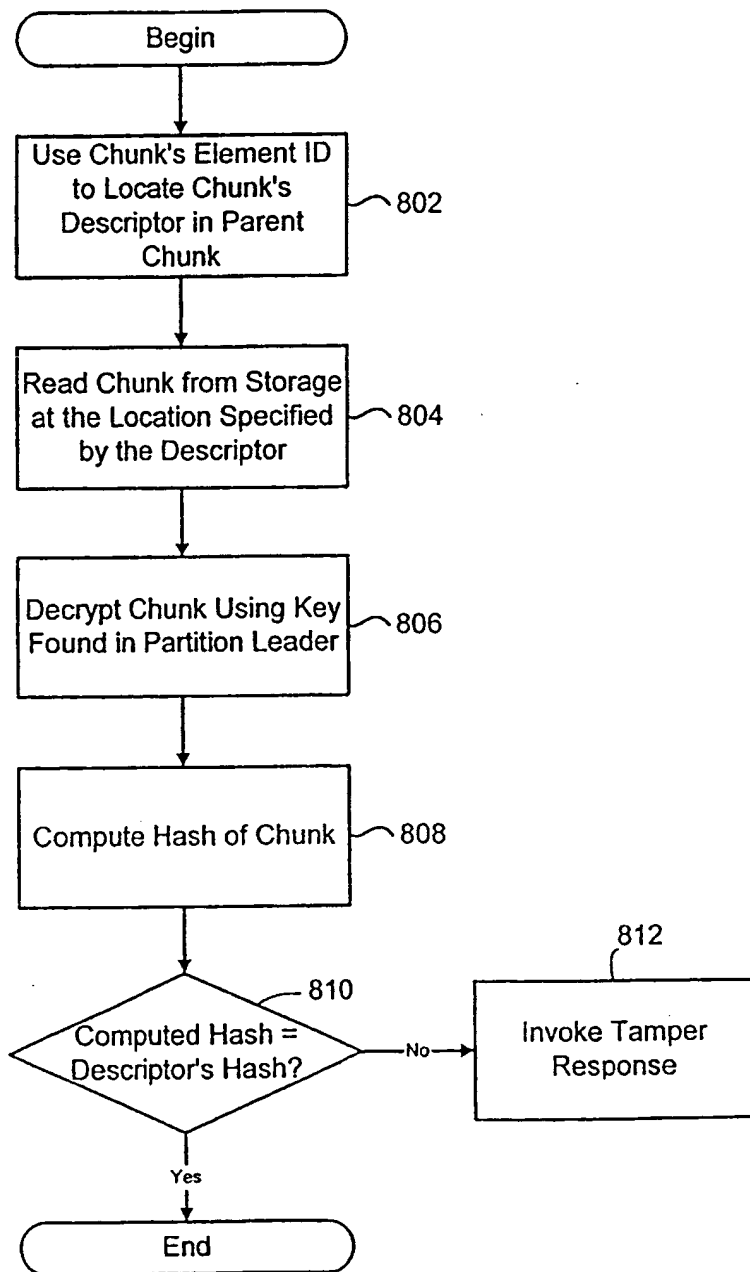 Begin
Use Chunk's Element ID
to Locate Chunk's
Descriptor in Parent
Chunk
802
Read Chunk from Storage
at the Location Specified
by the Descriptor
804
Decrypt Chunk Using Key
Found in Partition Leader
806
Compute Hash of Chunk
808
810
Computed Hash =
Descriptor's Hash?
No
812
Invoke Tamper
Response
Yes
End